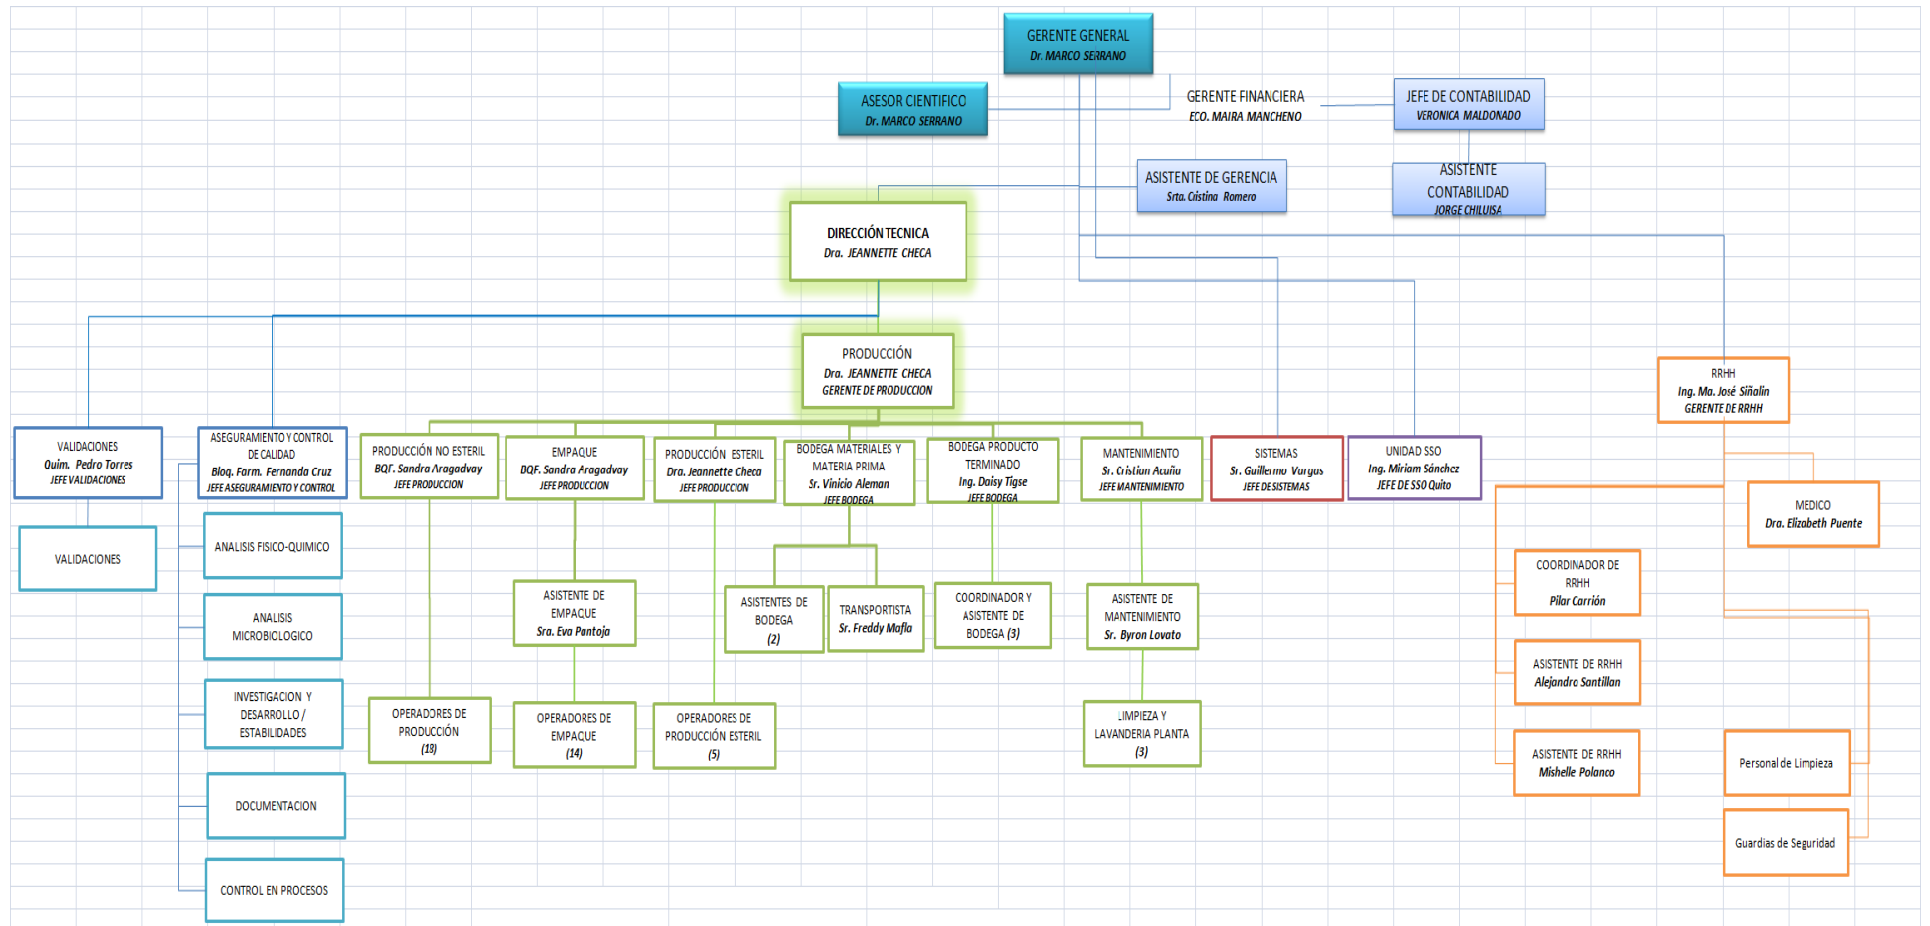 GERENTE GENERAL
Dr. MARCO SERRANO
ASESOR CIENTIFICO
Dr. MARCO SERRANO
GERENTE FINANCIERA
ECO. MAIRA MANCHENO
JEFE DE CONTABILIDAD
VERONICA MALDONADO
ASISTENTE DE GERENCIA
Srta. Cristina Romero
ASISTENTE
CONTABILIDAD
JORGE CHILUISA
DIRECCIÓN TECNICA
Dra. JEANNETTE CHECA
PRODUCCIÓN
Dra. JEANNETTE CHECA
GERENTE DE PRODUCCION
RRHH
Ing. Ma. José Siñalin
GERENTE DE RRHH
VALIDACIONES
Quim. Pedro Torres
JEFE VALIDACIONES
ASEGURAMIENTO Y CONTROL
DE CALIDAD
Bioq. Farm. Fernanda Cruz
JEFE ASEGURAMIENTO Y CONTROL
PRODUCCIÓN NO ESTERIL
BQF. Sandra Aragadvay
JEFE PRODUCCION
EMPAQUE
BQF. Sandra Aragadvay
JEFE PRODUCCION
PRODUCCIÓN ESTERIL
Dra. Jeannette Checa
JEFE PRODUCCION
BODEGA MATERIALES Y
MATERIA PRIMA
Sr. Vinicio Aleman
JEFE BODEGA
BODEGA PRODUCTO
TERMINADO
Ing. Daisy Tigse
JEFE BODEGA
MANTENIMIENTO
Sr. Cristian Acuña
JEFE MANTENIMIENTO
SISTEMAS
Sr. Guillermo Vargas
JEFE DE SISTEMAS
UNIDAD SSO
Ing. Miriam Sánchez
JEFE DE SSO Quito
MEDICO
Dra. Elizabeth Puente
VALIDACIONES
ANALISIS FISICO-QUIMICO
ANALISIS
MICROBIOLOGICO
INVESTIGACION Y
DESARROLLO /
ESTABILIDADES
DOCUMENTACION
CONTROL EN PROCESOS
OPERADORES DE
PRODUCCIÓN
ASISTENTE DE
EMPAQUE
Sra. Eva Pantoja
OPERADORES DE
EMPAQUE
(14)
OPERADORES DE
PRODUCCIÓN ESTERIL
(5)
ASISTENTES DE
BODEGA
(2)
TRANSPORTISTA
Sr. Freddy Mafla
COORDINADOR Y
ASISTENTE DE
BODEGA (3)
ASISTENTE DE
MANTENIMIENTO
Sr. Byron Lovato
LIMPIEZA Y
LAVANDERIA PLANTA
(3)
COORDINADOR DE
RRHH
Pilar Carrión
ASISTENTE DE RRHH
Alejandro Santillan
ASISTENTE DE RRHH
Mishelle Polanco
Personal de Limpieza
Guardias de Seguridad